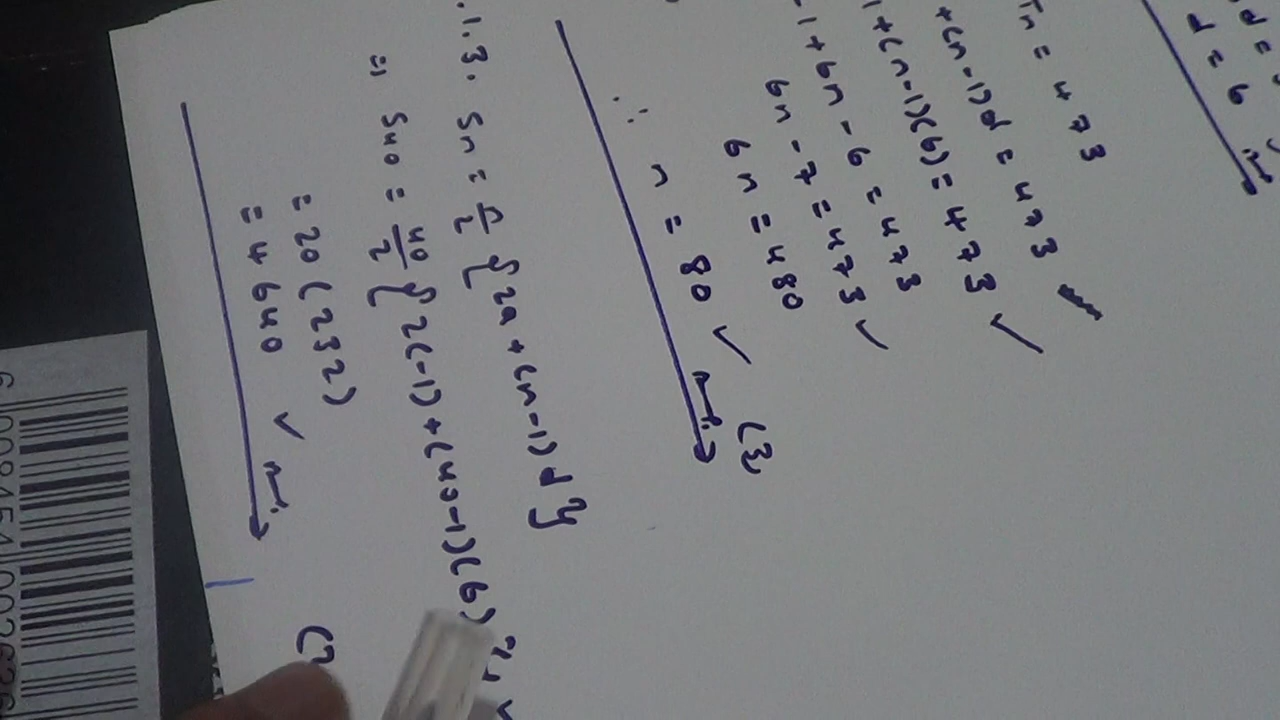 d =
d = 6
Tn = 473
+(n-1)d = 473
1+(n-1)(6) = 473 ✓
-1+6n-6 = 473
6n-7 = 473 ✓
6n = 480
∴ n = 80 ✓ (3)
.1.3. Sn = n/2 {2a+(n-1)d}
⇒ S40 = 40/2 {2(-1)+(40-1)(6)} ✓
= 20(232)
= 4640 ✓